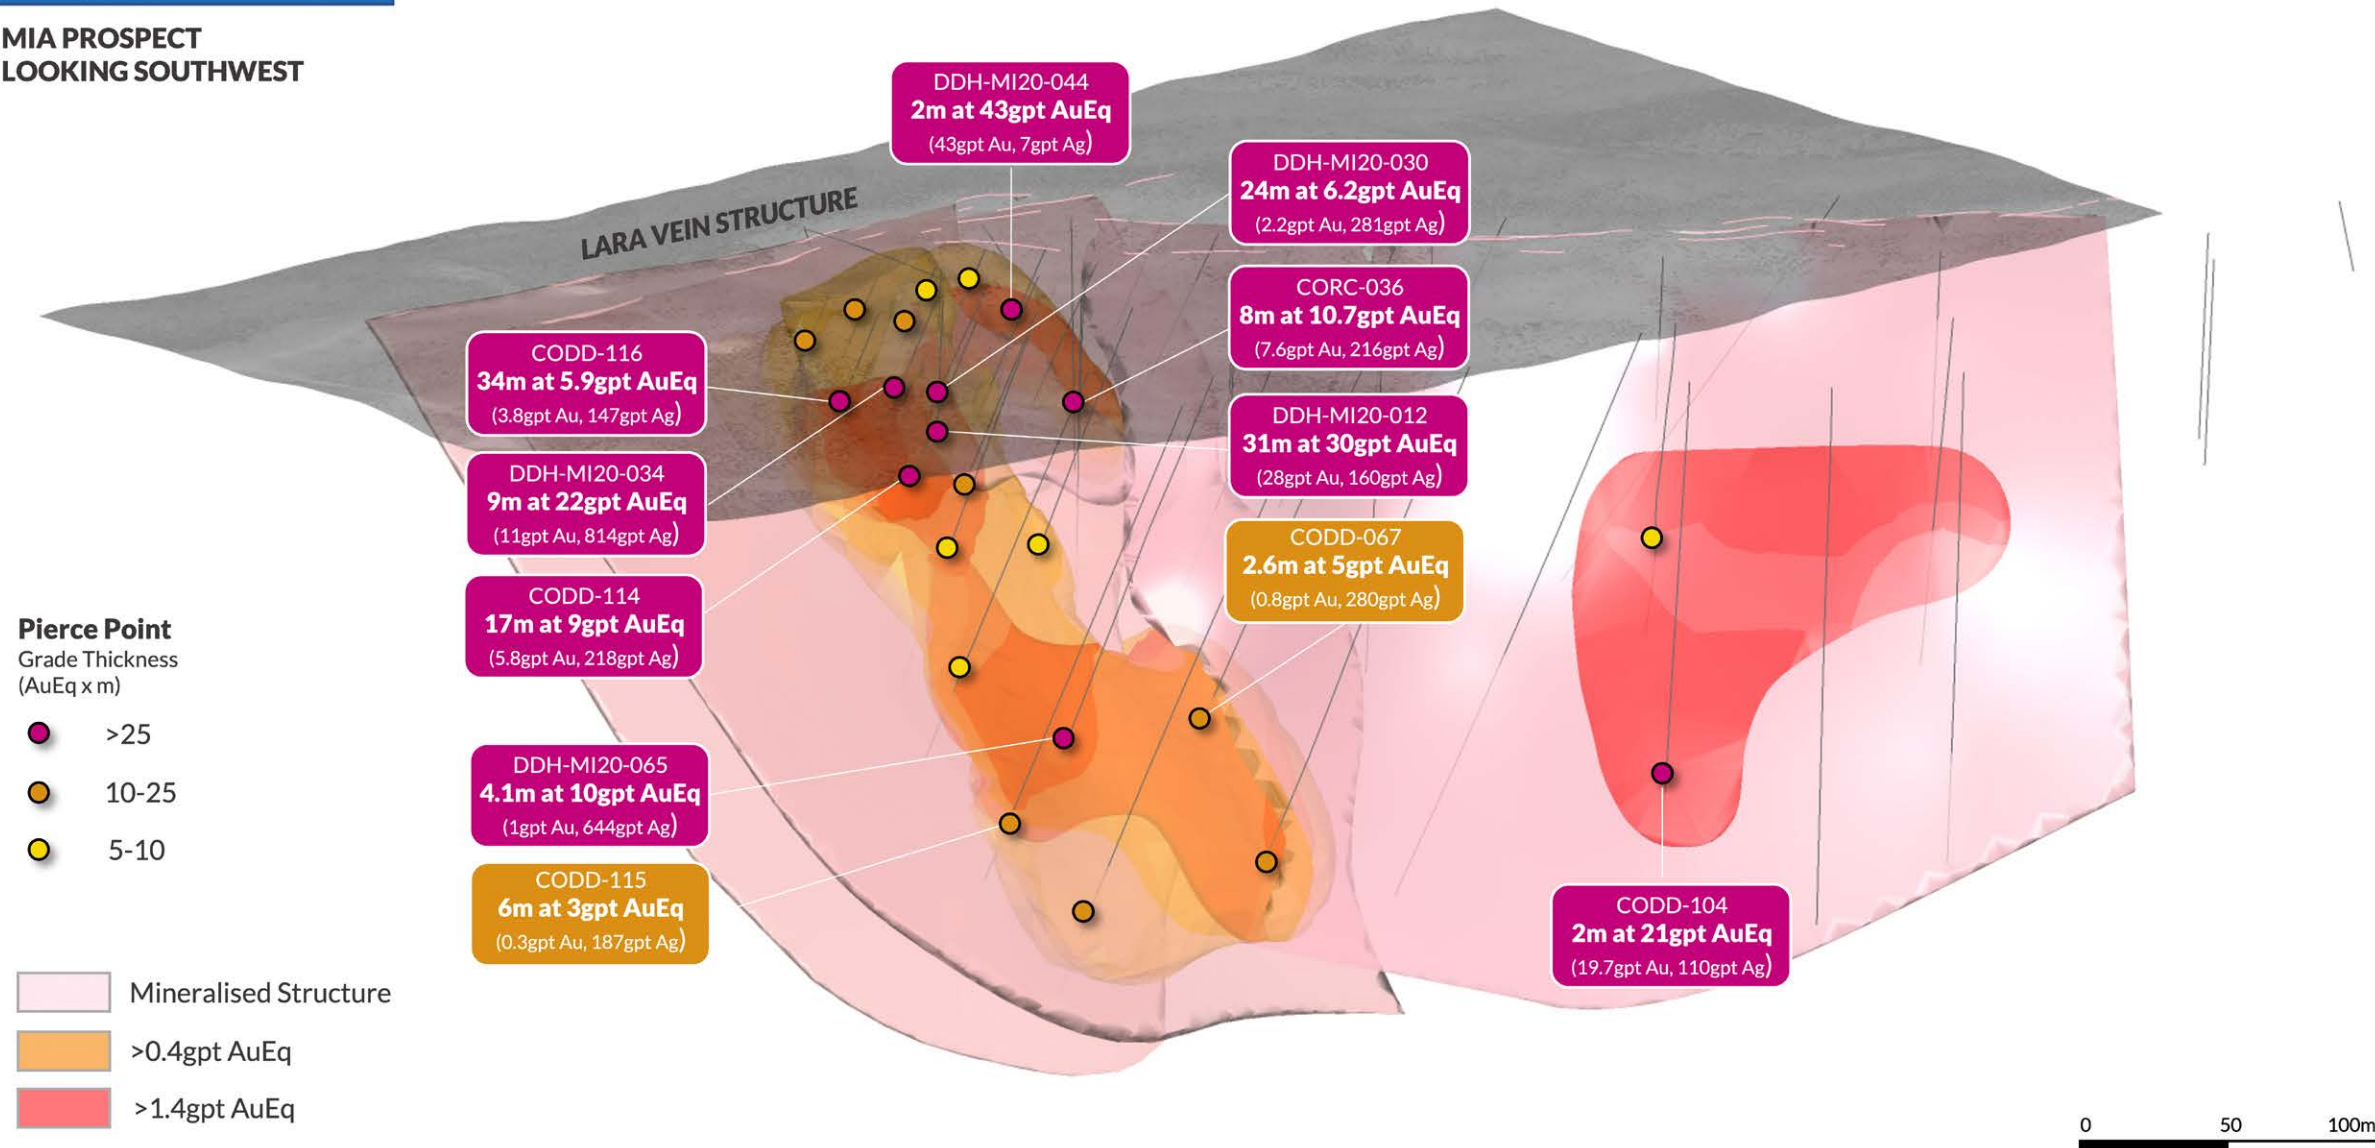 MIA PROSPECT
LOOKING SOUTHWEST
DDH-MI20-044
2m at 43gpt AuEq
(43gpt Au, 7gpt Ag)
DDH-MI20-030
24m at 6.2gpt AuEq
(2.2gpt Au, 281gpt Ag)
LARA VEIN STRUCTURE
CORC-036
8m at 10.7gpt AuEq
(7.6gpt Au, 216gpt Ag)
CODD-116
34m at 5.9gpt AuEq
(3.8gpt Au, 147gpt Ag)
DDH-MI20-012
31m at 30gpt AuEq
(28gpt Au, 160gpt Ag)
DDH-MI20-034
9m at 22gpt AuEq
(11gpt Au, 814gpt Ag)
CODD-067
2.6m at 5gpt AuEq
(0.8gpt Au, 280gpt Ag)
CODD-114
17m at 9gpt AuEq
(5.8gpt Au, 218gpt Ag)
DDH-MI20-065
4.1m at 10gpt AuEq
(1gpt Au, 644gpt Ag)
CODD-115
6m at 3gpt AuEq
(0.3gpt Au, 187gpt Ag)
CODD-104
2m at 21gpt AuEq
(19.7gpt Au, 110gpt Ag)
Pierce Point
Grade Thickness
(AuEq x m)
>25
10-25
5-10
Mineralised Structure
>0.4gpt AuEq
>1.4gpt AuEq
0 50 100m